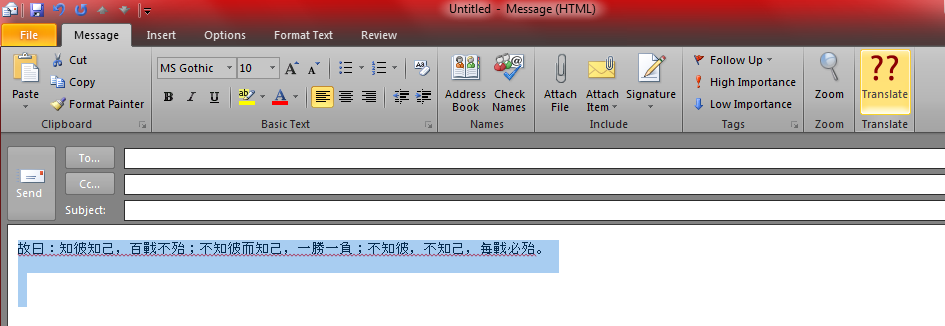 Untitled - Message (HTML)
File Message Insert Options Format Text Review
Paste
Cut
Copy
Format Painter
Clipboard
MS Gothic 10
B I U
Basic Text
Address Book
Check Names
Names
Attach File
Attach Item
Signature
Include
Follow Up
High Importance
Low Importance
Tags
Zoom
Zoom
??
Translate
Translate
Send
To...
Cc...
Subject:
故曰：知彼知己，百戰不殆；不知彼而知己，一勝一負；不知彼，不知己，每戰必殆。